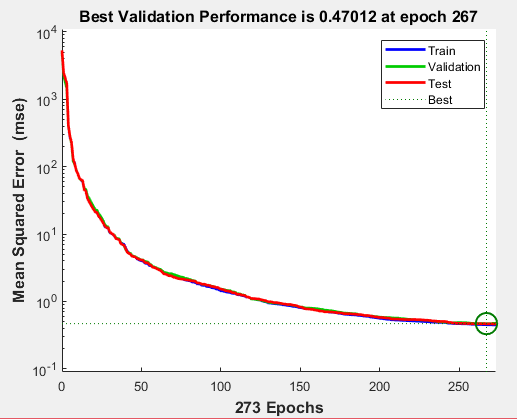 Best Validation Performance is 0.47012 at epoch 267
Train
Validation
Test
Best
Mean Squared Error (mse)
10^4
10^3
10^2
10^1
10^0
10^-1
0 50 100 150 200 250
273 Epochs